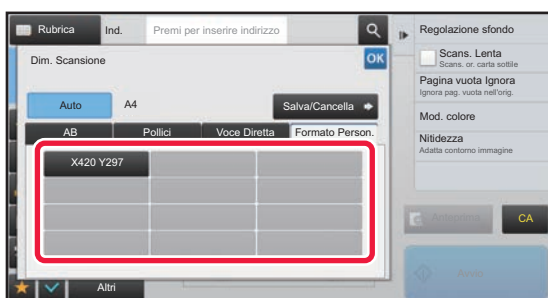 Rubrica
Ind.
Premi per inserire indirizzo
Dim. Scansione
OK
Auto
A4
Salva/Cancella
AB
Pollici
Voce Diretta
Formato Person.
X420 Y297
Altri
Regolazione sfondo
Scans. Lenta
Scans. or. carta sottile
Pagina vuota Ignora
Ignora pag. vuota nell'orig.
Mod. colore
Nitidezza
Adatta contorno immagine
Anteprima
CA
Avvio